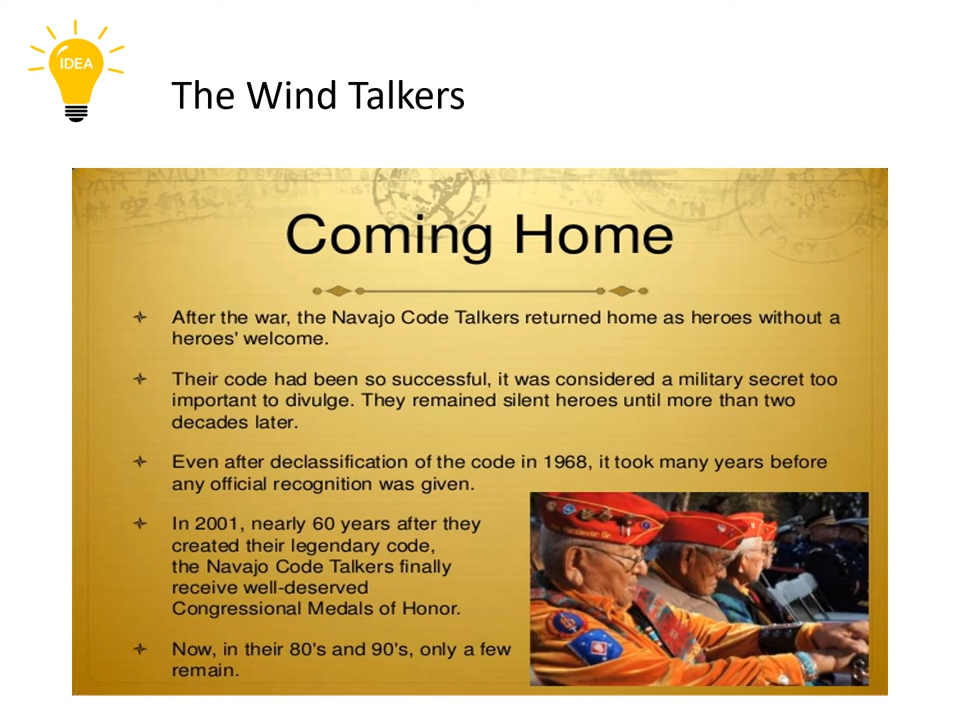 IDEA
The Wind Talkers
PAR AVION
Coming Home
After the war, the Navajo Code Talkers returned home as heroes without a
heroes' welcome.
Their code had been so successful, it was considered a military secret too
important to divulge. They remained silent heroes until more than two
decades later.
Even after declassification of the code in 1968, it took many years before
any official recognition was given.
In 2001, nearly 60 years after they
created their legendary code,
the Navajo Code Talkers finally
receive well-deserved
Congressional Medals of Honor.
Now, in their 80's and 90's, only a few
remain.